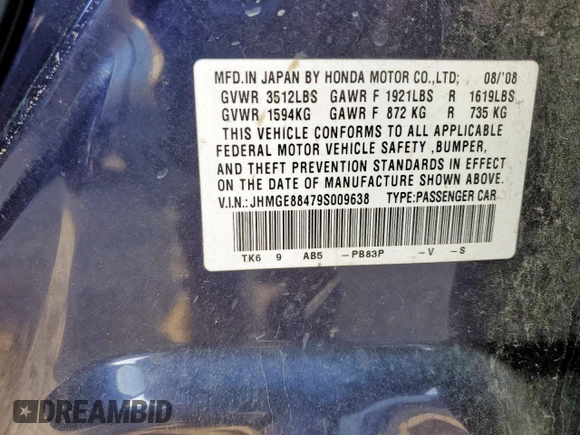 MFD.IN JAPAN BY HONDA MOTOR CO.,LTD; 08/'08
GVWR 3512LBS GAWR F 1921LBS R 1619LBS
GVWR 1594KG GAWR F 872 KG R 735 KG
THIS VEHICLE CONFORMS TO ALL APPLICABLE
FEDERAL MOTOR VEHICLE SAFETY ,BUMPER,
AND THEFT PREVENTION STANDARDS IN EFFECT
ON THE DATE OF MANUFACTURE SHOWN ABOVE.
V.I.N.:JHMGE88479S009638 TYPE:PASSENGER CAR
TK6 9 AB5 -PB83P -V -S
DREAMBID